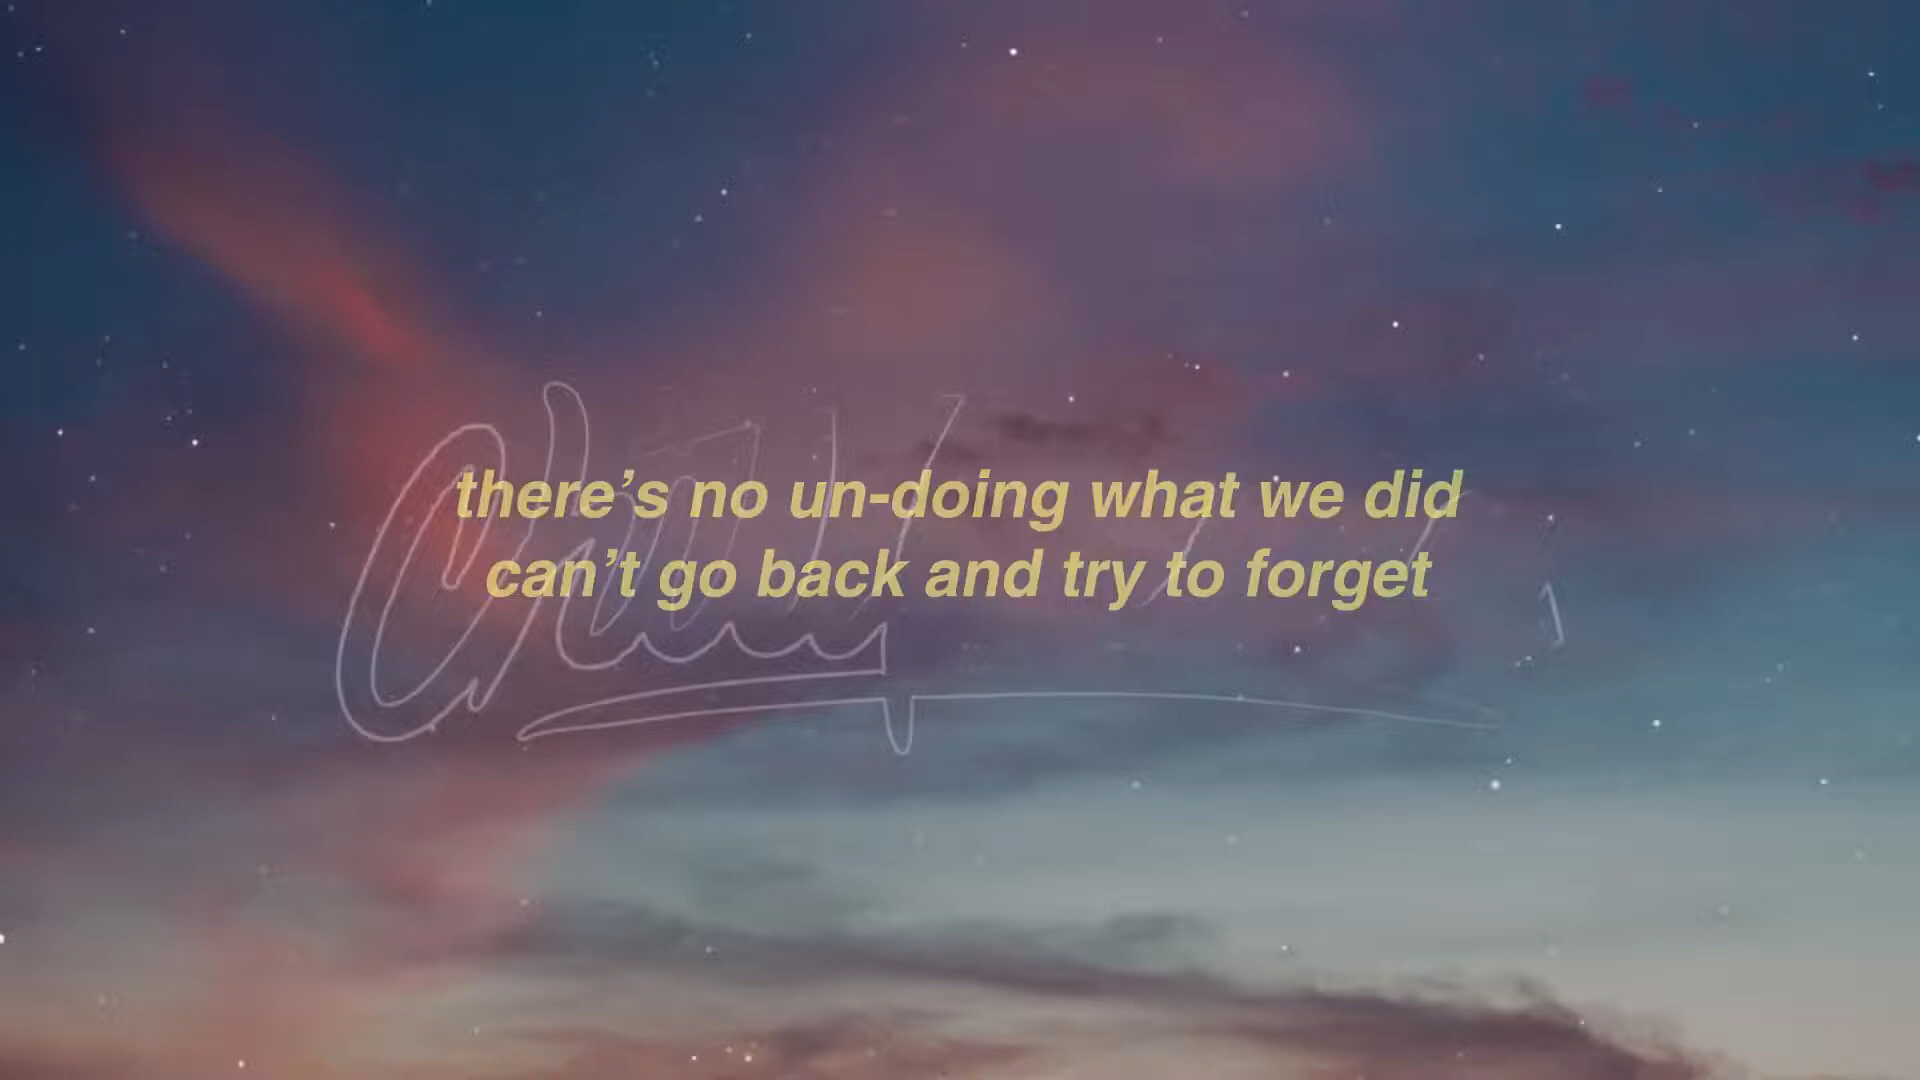 there’s no un-doing what we did
can’t go back and try to forget